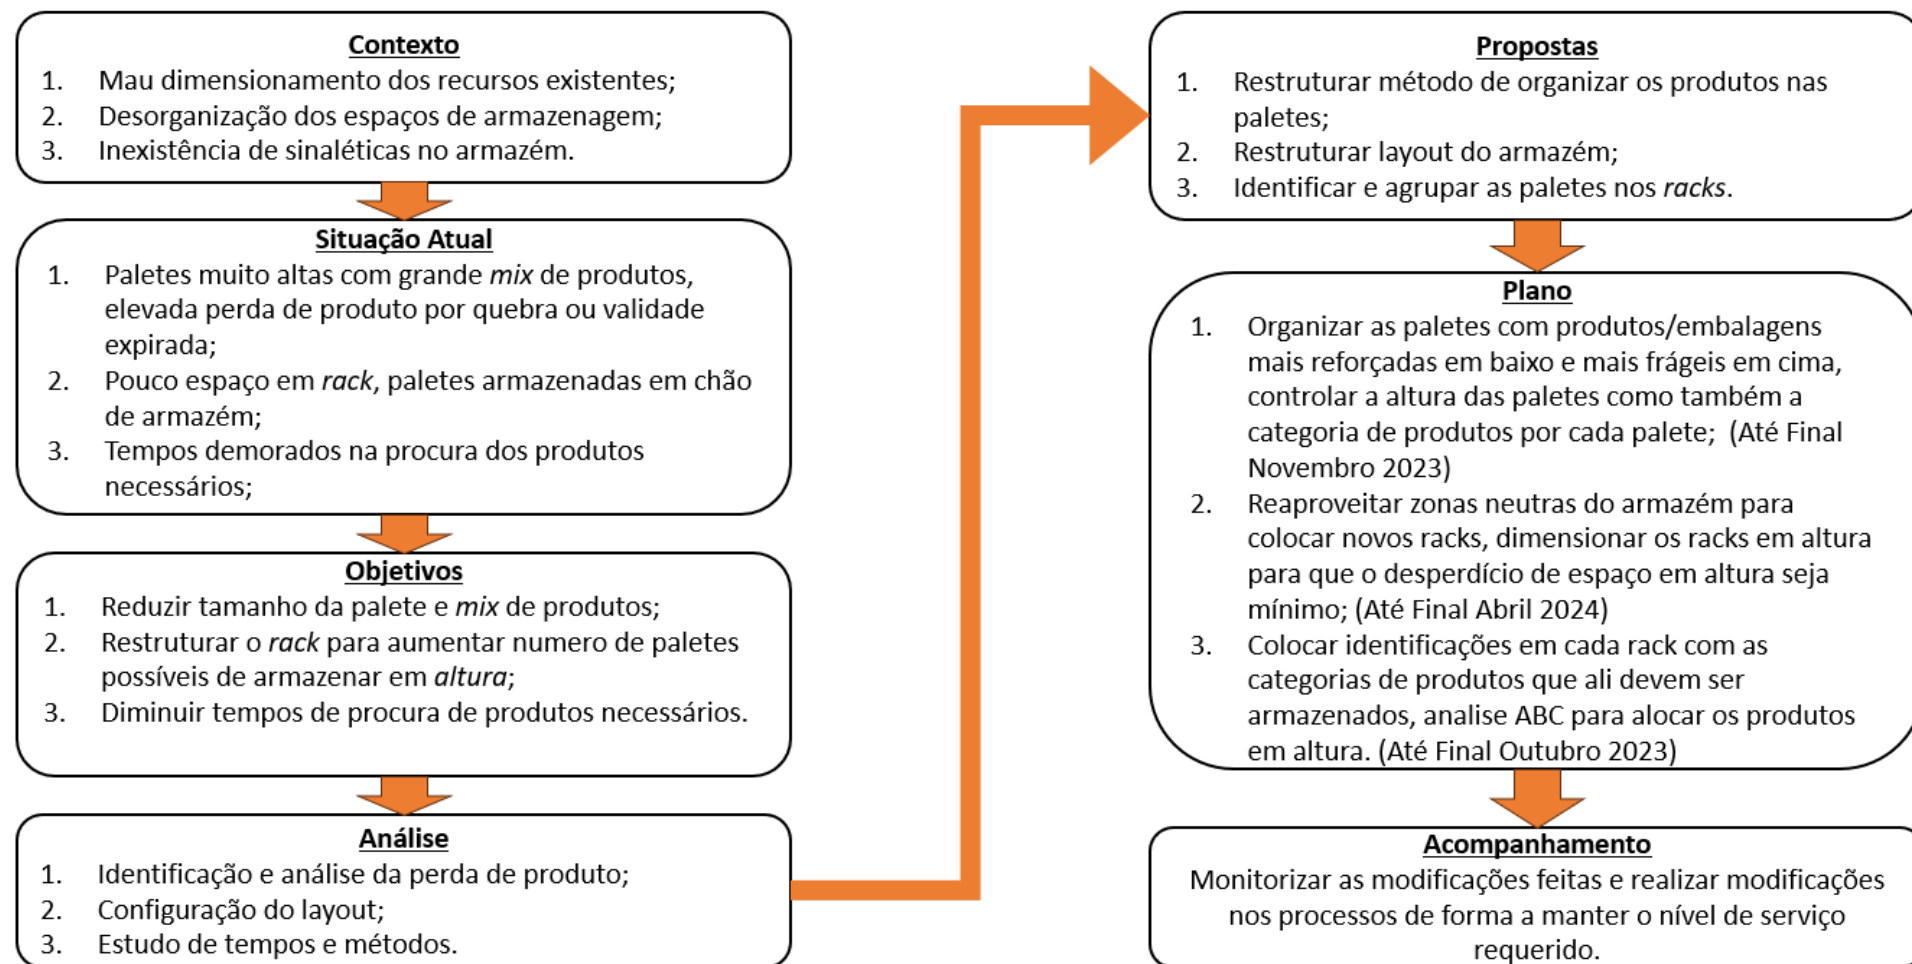 Contexto
1. Mau dimensionamento dos recursos existentes;
2. Desorganização dos espaços de armazenagem;
3. Inexistência de sinaléticas no armazém.
Situação Atual
1. Paletes muito altas com grande mix de produtos,
elevada perda de produto por quebra ou validade
expirada;
2. Pouco espaço em rack, paletes armazenadas em chão
de armazém;
3. Tempos demorados na procura dos produtos
necessários;
Objetivos
1. Reduzir tamanho da palete e mix de produtos;
2. Restruturar o rack para aumentar numero de paletes
possíveis de armazenar em altura;
3. Diminuir tempos de procura de produtos necessários.
Análise
1. Identificação e análise da perda de produto;
2. Configuração do layout;
3. Estudo de tempos e métodos.
Propostas
1. Restruturar método de organizar os produtos nas
paletes;
2. Restruturar layout do armazém;
3. Identificar e agrupar as paletes nos racks.
Plano
1. Organizar as paletes com produtos/embalagens
mais reforçadas em baixo e mais frágeis em cima,
controlar a altura das paletes como também a
categoria de produtos por cada palete; (Até Final
Novembro 2023)
2. Reaproveitar zonas neutras do armazém para
colocar novos racks, dimensionar os racks em altura
para que o desperdício de espaço em altura seja
mínimo; (Até Final Abril 2024)
3. Colocar identificações em cada rack com as
categorias de produtos que ali devem ser
armazenados, analise ABC para alocar os produtos
em altura. (Até Final Outubro 2023)
Acompanhamento
Monitorizar as modificações feitas e realizar modificações
nos processos de forma a manter o nível de serviço
requerido.